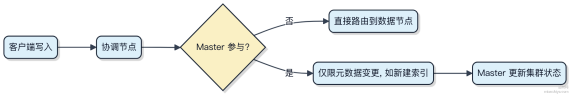 客户端写入
协调节点
Master 参与?
否
直接路由到数据节点
是
仅限元数据变更, 如新建索引
Master 更新集群状态